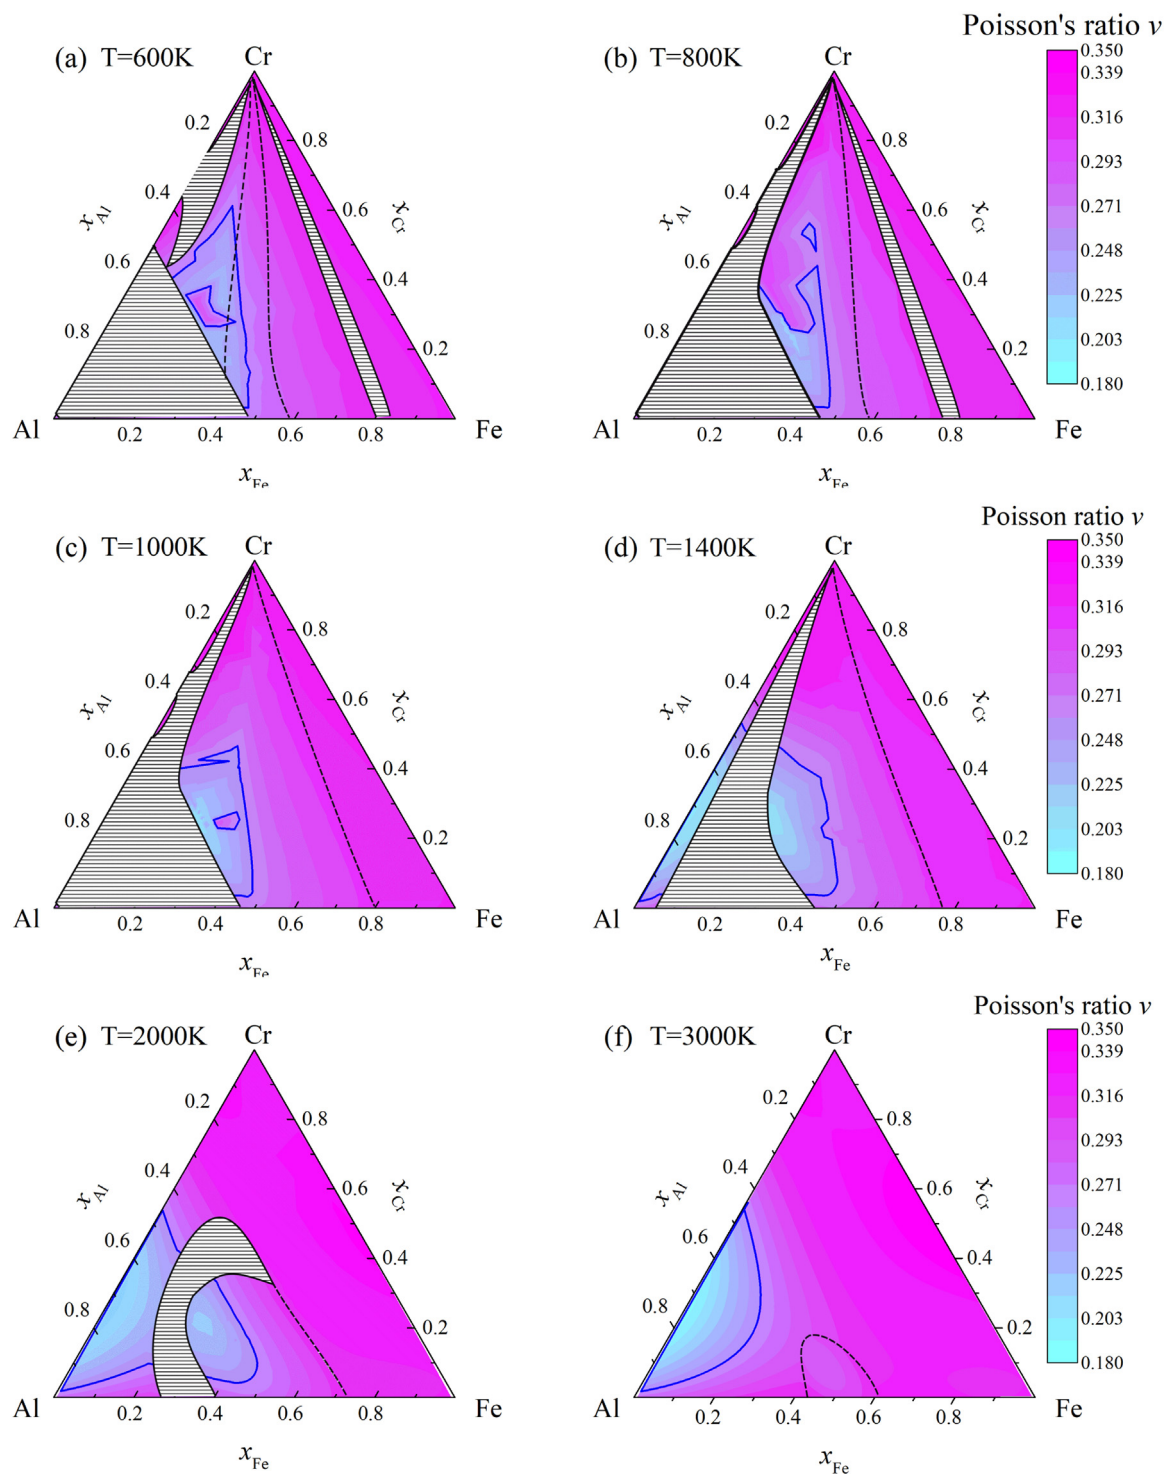 Poisson's ratio ν
(a) T=600K
Cr
0.2
0.4
0.6
0.8
x_Al
0.8
0.6
0.4
0.2
x_Cr
Al
0.2
0.4
0.6
0.8
Fe
x_Fe
(b) T=800K
Cr
0.2
0.4
0.6
0.8
x_Al
0.8
0.6
0.4
0.2
x_Cr
Al
0.2
0.4
0.6
0.8
Fe
x_Fe
0.350
0.339
0.316
0.293
0.271
0.248
0.225
0.203
0.180
Poisson ratio ν
(c) T=1000K
Cr
0.2
0.4
0.6
0.8
x_Al
0.8
0.6
0.4
0.2
x_Cr
Al
0.2
0.4
0.6
0.8
Fe
x_Fe
(d) T=1400K
Cr
0.2
0.4
0.6
0.8
x_Al
0.8
0.6
0.4
0.2
x_Cr
Al
0.2
0.4
0.6
0.8
Fe
x_Fe
0.350
0.339
0.316
0.293
0.271
0.248
0.225
0.203
0.180
Poisson's ratio ν
(e) T=2000K
Cr
0.2
0.4
0.6
0.8
x_Al
0.8
0.6
0.4
0.2
x_Cr
Al
0.2
0.4
0.6
0.8
Fe
x_Fe
(f) T=3000K
Cr
0.2
0.4
0.6
0.8
x_Al
0.8
0.6
0.4
0.2
x_Cr
Al
0.2
0.4
0.6
0.8
Fe
x_Fe
0.350
0.339
0.316
0.293
0.271
0.248
0.225
0.203
0.180